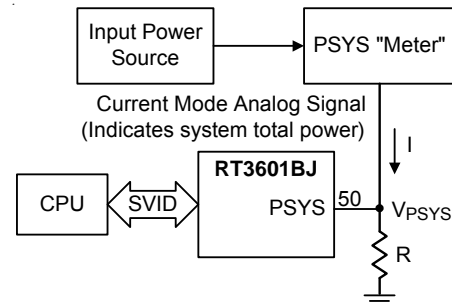 Input Power
Source
PSYS "Meter"
Current Mode Analog Signal
(Indicates system total power)
I
RT3601BJ
CPU
SVID
PSYS
50
VPSYS
R